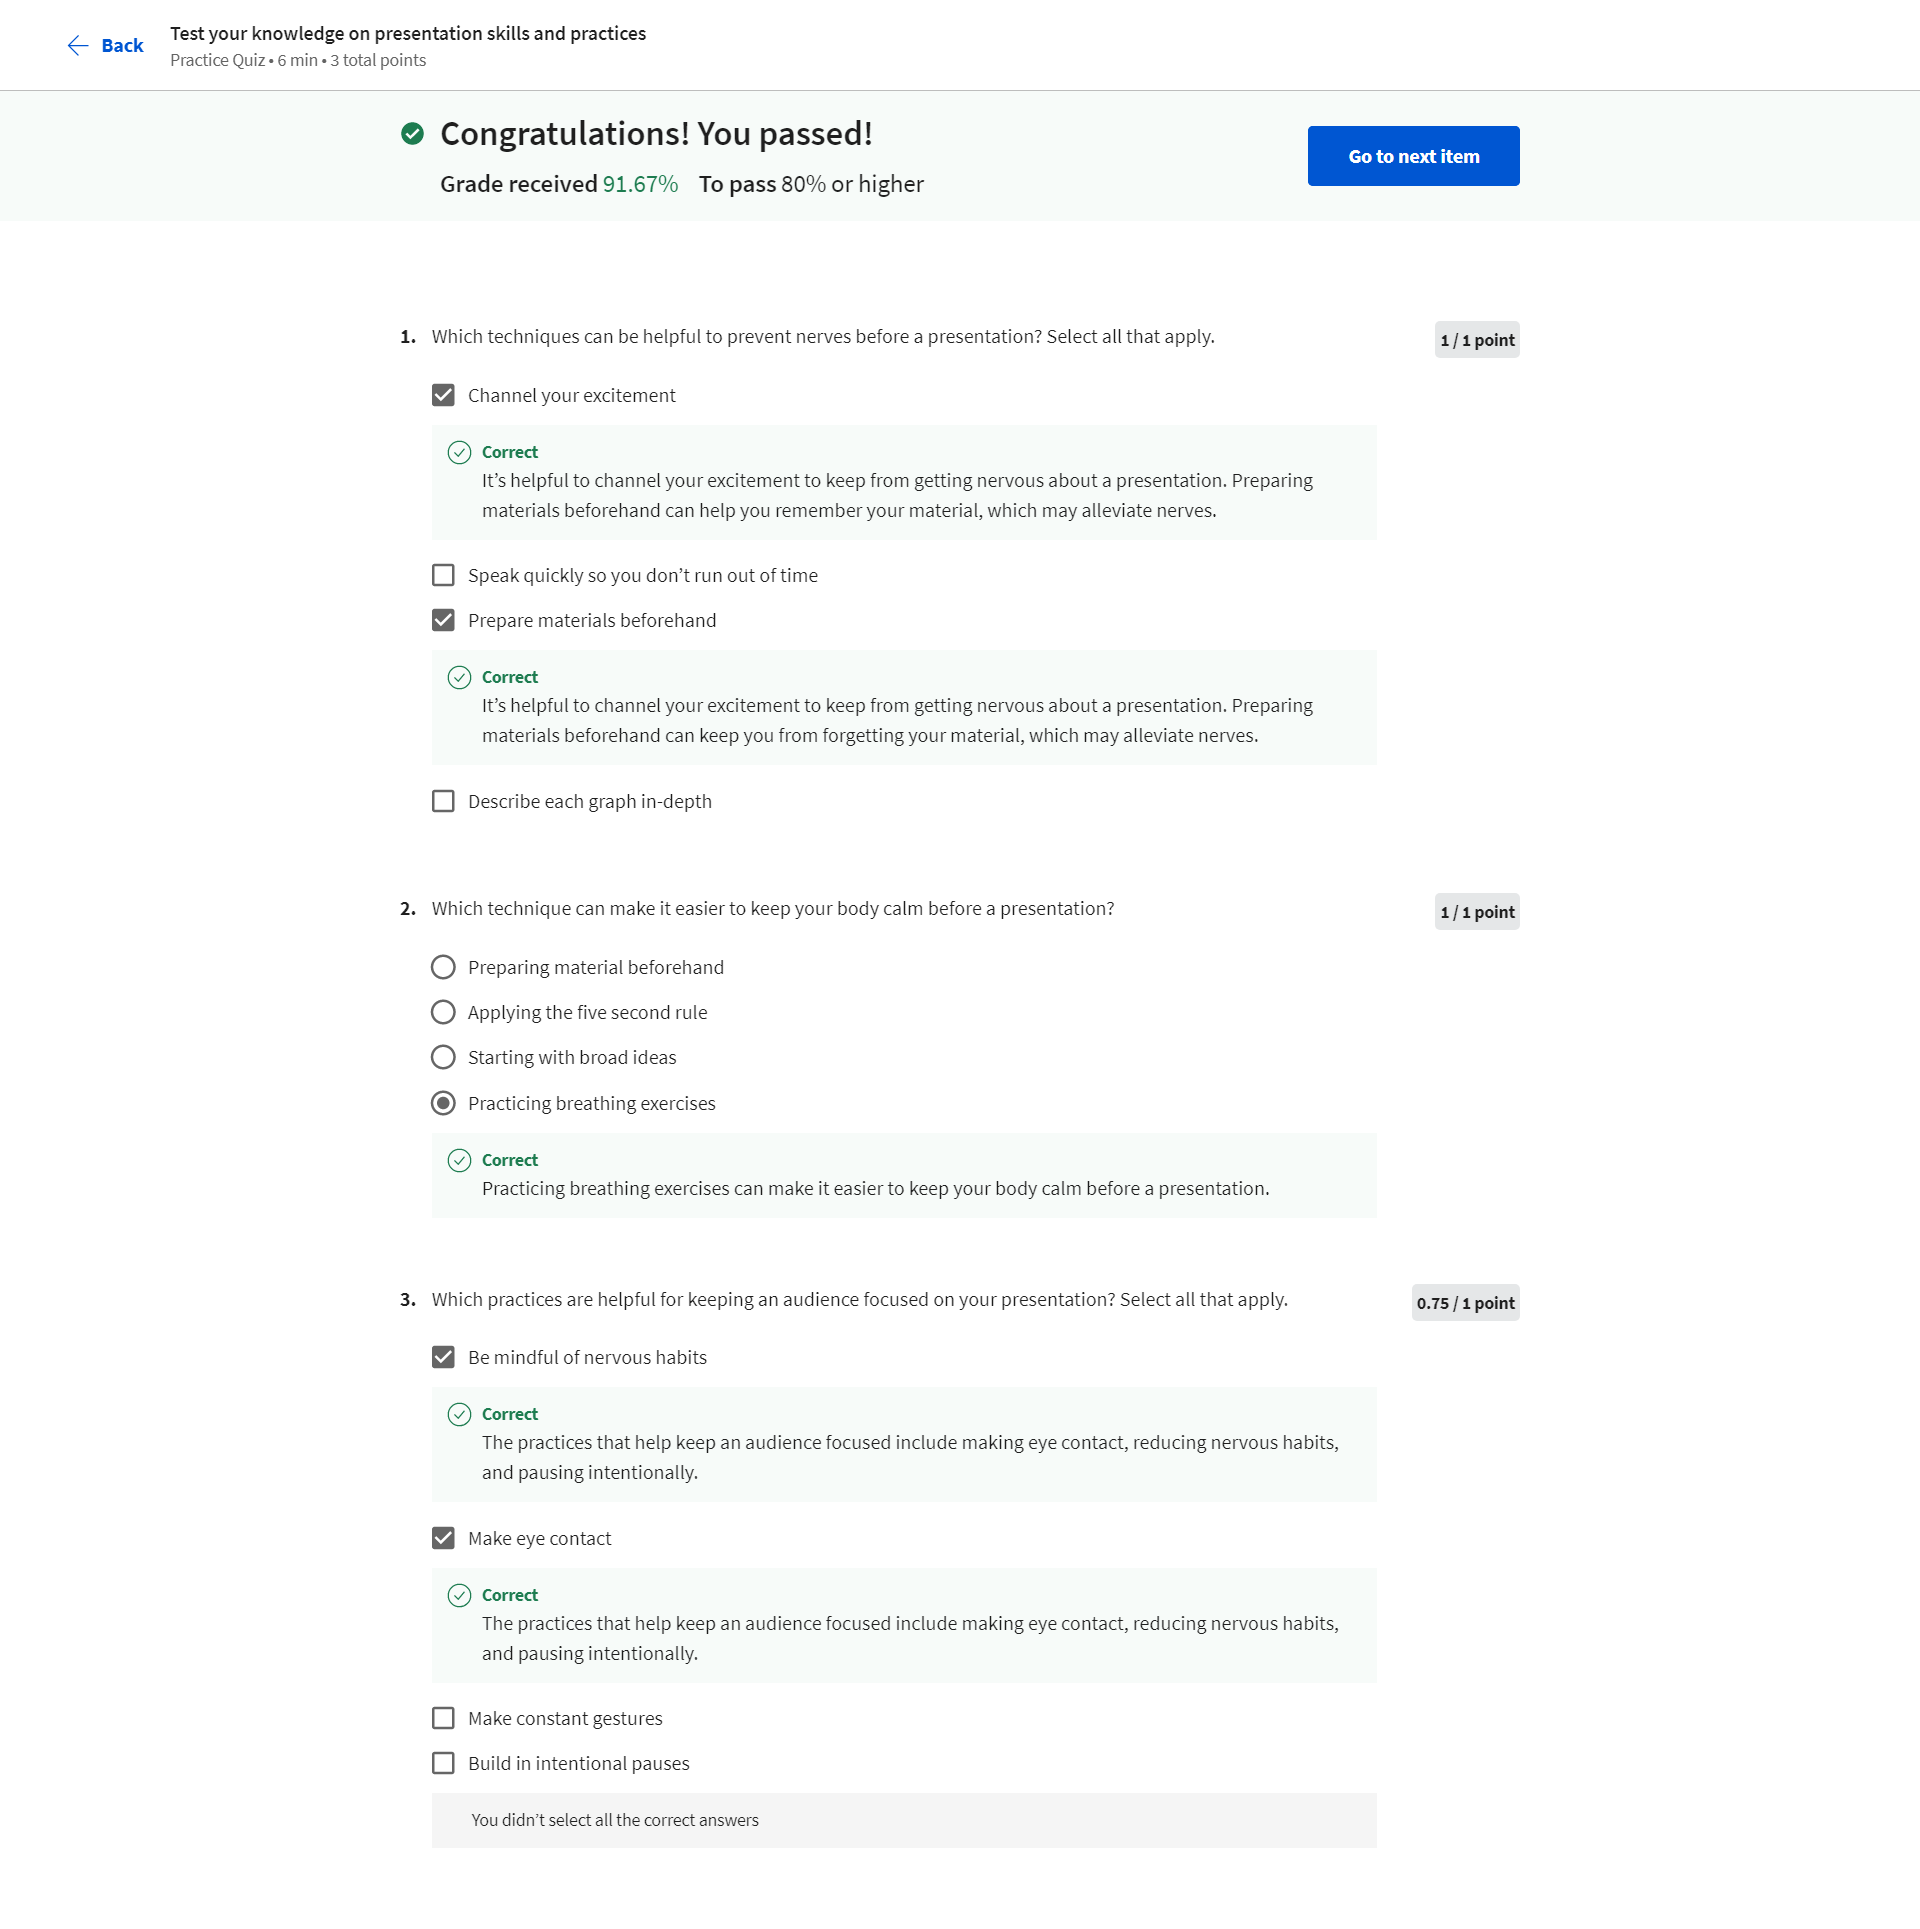 Back
Test your knowledge on presentation skills and practices
Practice Quiz • 6 min • 3 total points
Congratulations! You passed!
Grade received 91.67% To pass 80% or higher
Go to next item
1. Which techniques can be helpful to prevent nerves before a presentation? Select all that apply.
1 / 1 point
Channel your excitement
Correct
It’s helpful to channel your excitement to keep from getting nervous about a presentation. Preparing
materials beforehand can help you remember your material, which may alleviate nerves.
Speak quickly so you don’t run out of time
Prepare materials beforehand
Correct
It’s helpful to channel your excitement to keep from getting nervous about a presentation. Preparing
materials beforehand can keep you from forgetting your material, which may alleviate nerves.
Describe each graph in-depth
2. Which technique can make it easier to keep your body calm before a presentation?
1 / 1 point
Preparing material beforehand
Applying the five second rule
Starting with broad ideas
Practicing breathing exercises
Correct
Practicing breathing exercises can make it easier to keep your body calm before a presentation.
3. Which practices are helpful for keeping an audience focused on your presentation? Select all that apply.
0.75 / 1 point
Be mindful of nervous habits
Correct
The practices that help keep an audience focused include making eye contact, reducing nervous habits,
and pausing intentionally.
Make eye contact
Correct
The practices that help keep an audience focused include making eye contact, reducing nervous habits,
and pausing intentionally.
Make constant gestures
Build in intentional pauses
You didn’t select all the correct answers